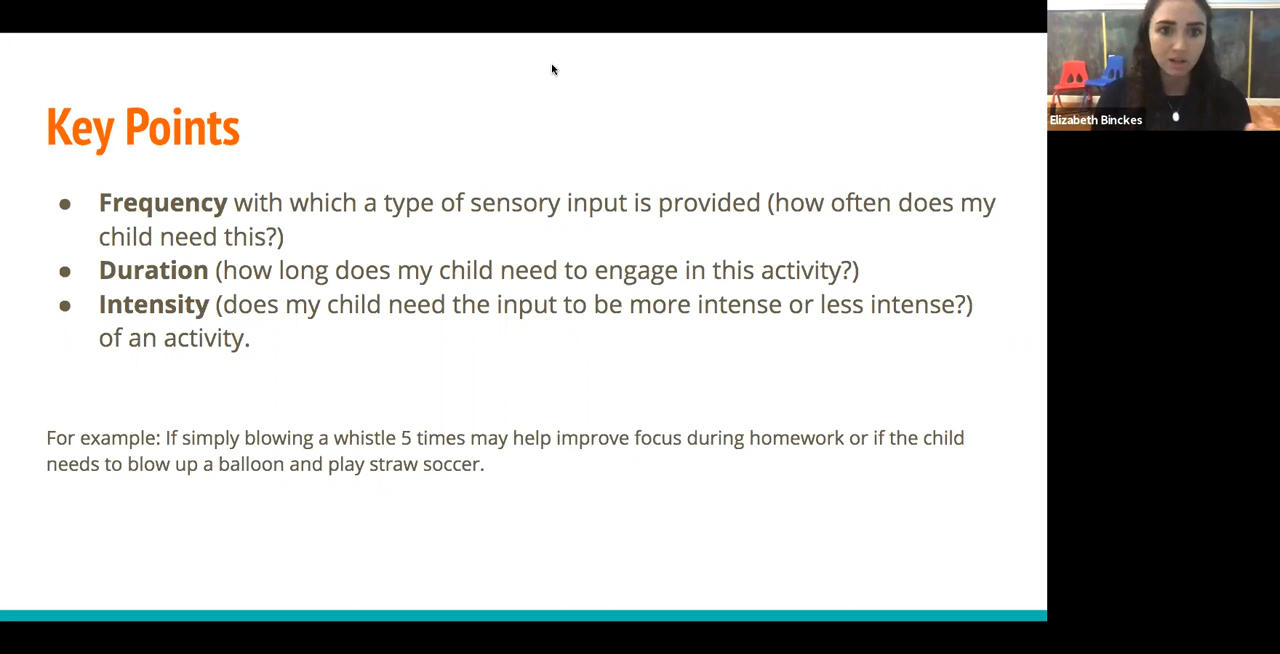 Key Points
● Frequency with which a type of sensory input is provided (how often does my
child need this?)
● Duration (how long does my child need to engage in this activity?)
● Intensity (does my child need the input to be more intense or less intense?)
of an activity.
For example: If simply blowing a whistle 5 times may help improve focus during homework or if the child
needs to blow up a balloon and play straw soccer.
Elizabeth Binckes